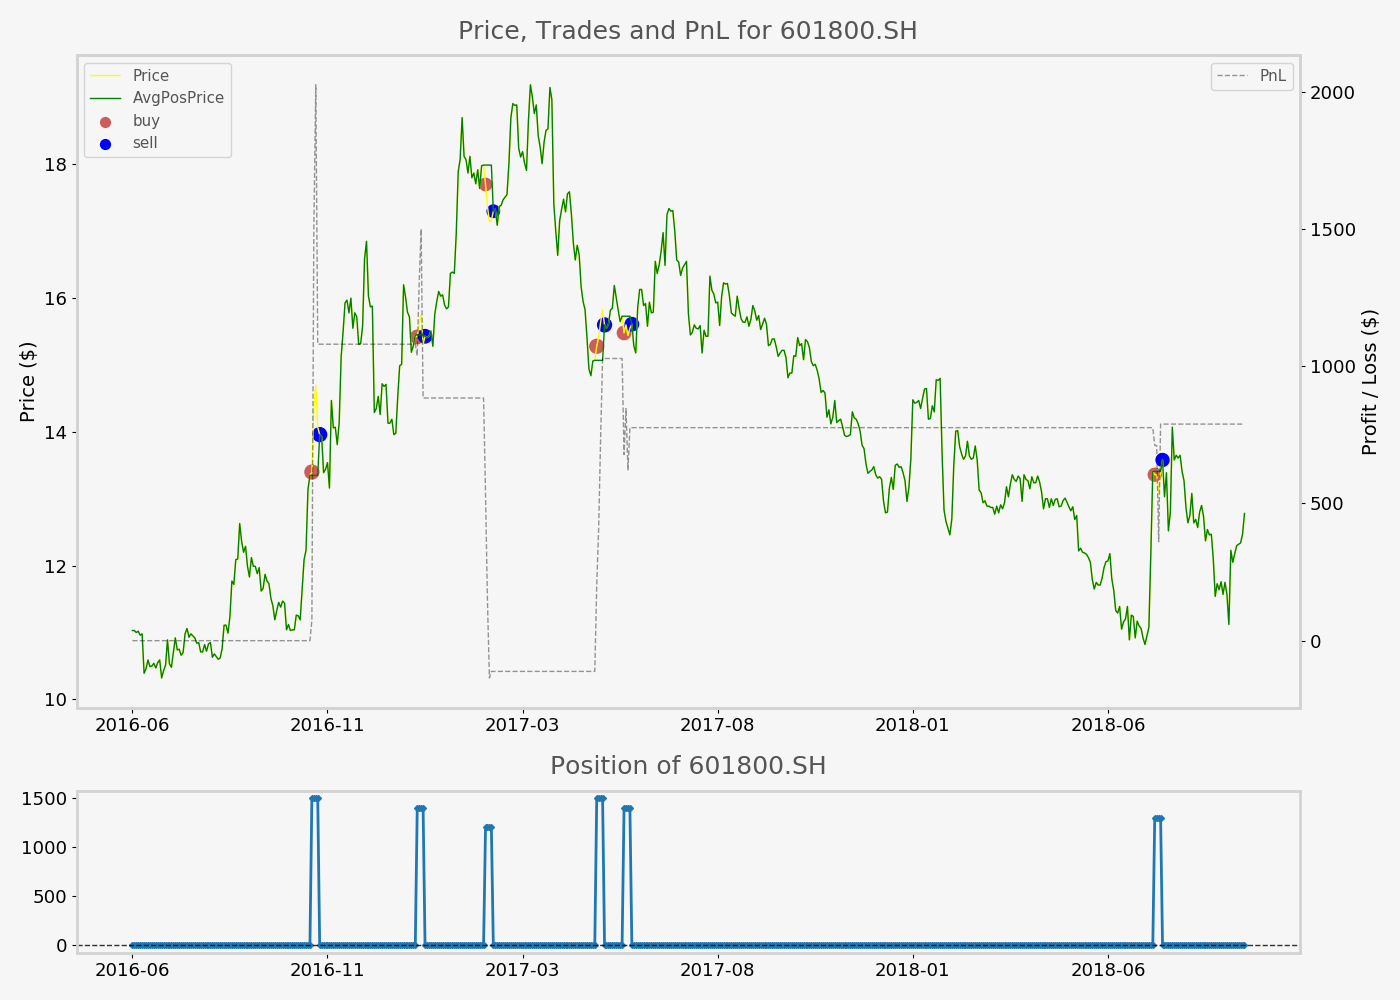 Price, Trades and PnL for 601800.SH
Price
AvgPosPrice
buy
sell
PnL
Price ($)
18
16
14
12
10
2000
1500
1000
500
0
Profit / Loss ($)
2016-06 2016-11 2017-03 2017-08 2018-01 2018-06
Position of 601800.SH
1500
1000
500
0
2016-06 2016-11 2017-03 2017-08 2018-01 2018-06